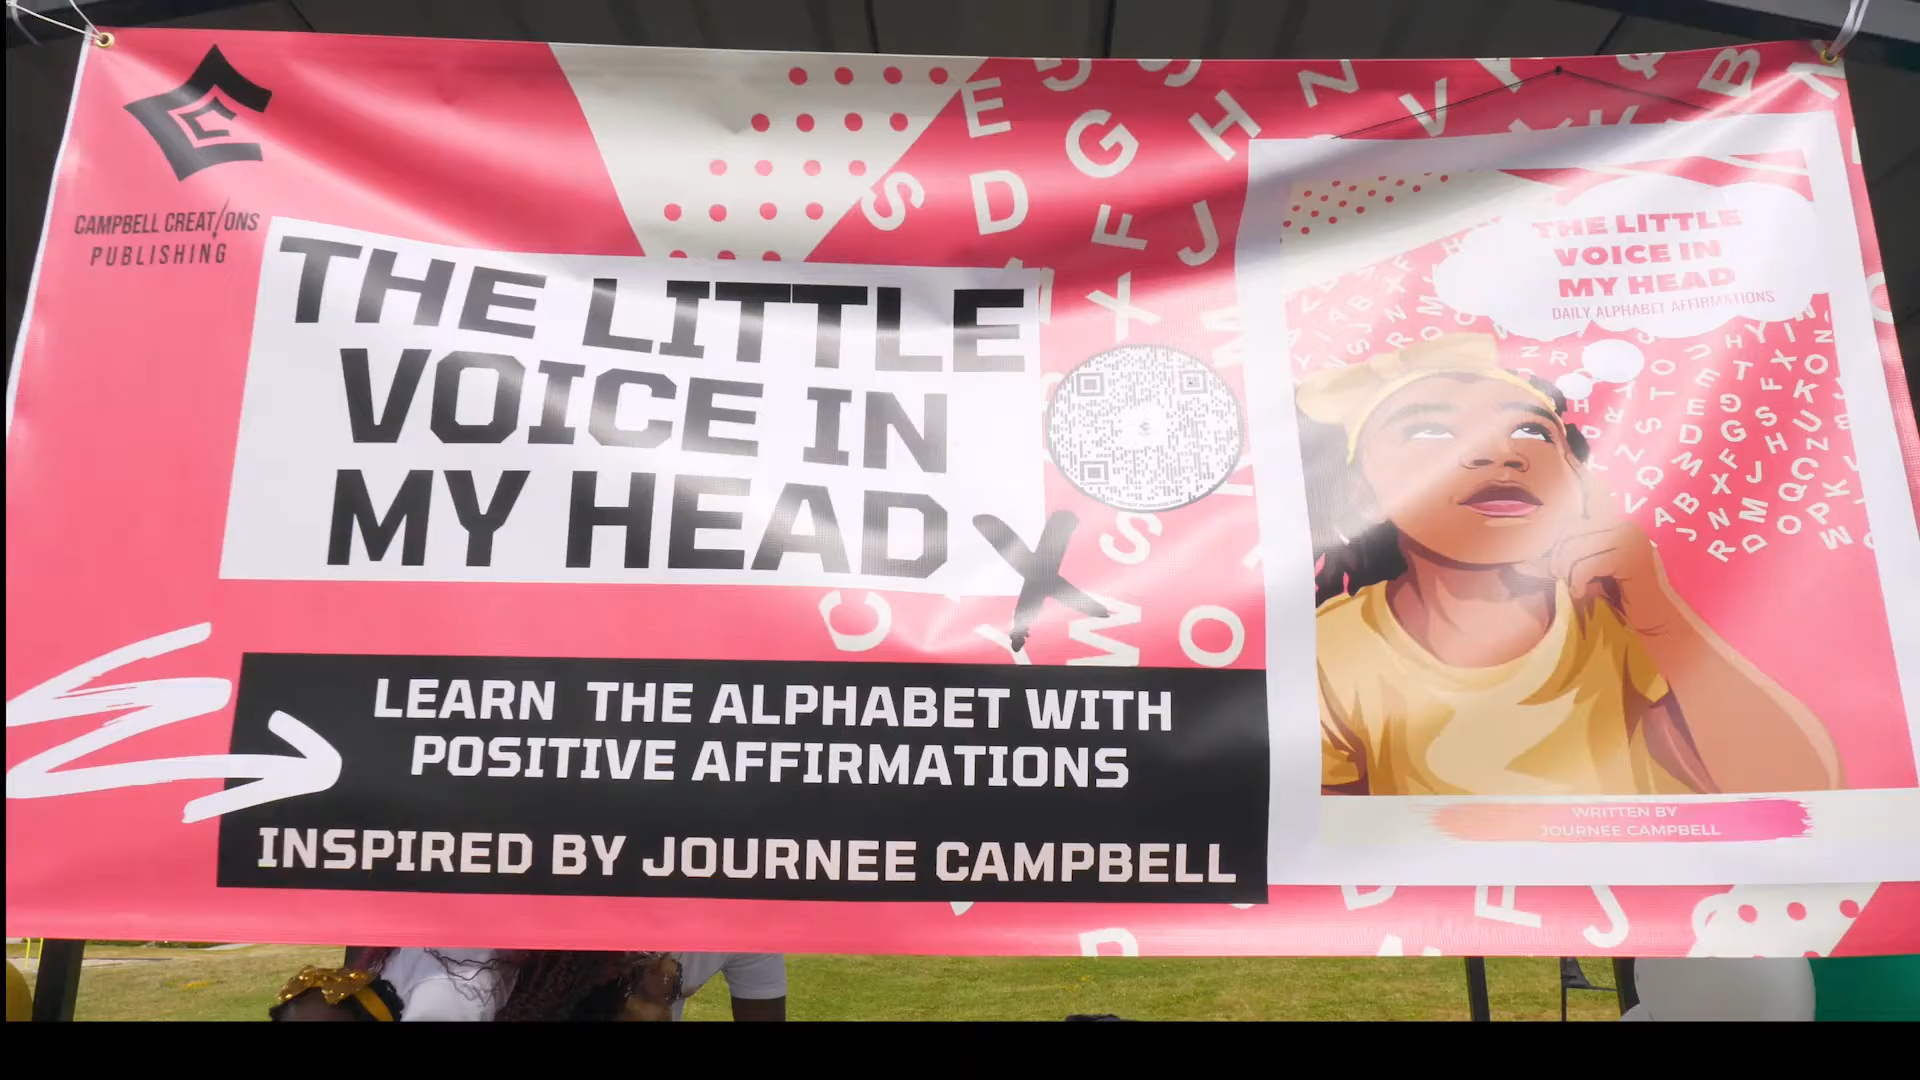 CAMPBELL CREATIONS
PUBLISHING
THE LITTLE
VOICE IN
MY HEAD
LEARN THE ALPHABET WITH
POSITIVE AFFIRMATIONS
INSPIRED BY JOURNEE CAMPBELL
THE LITTLE
VOICE IN
MY HEAD
DAILY ALPHABET AFFIRMATIONS
WRITTEN BY
JOURNEE CAMPBELL